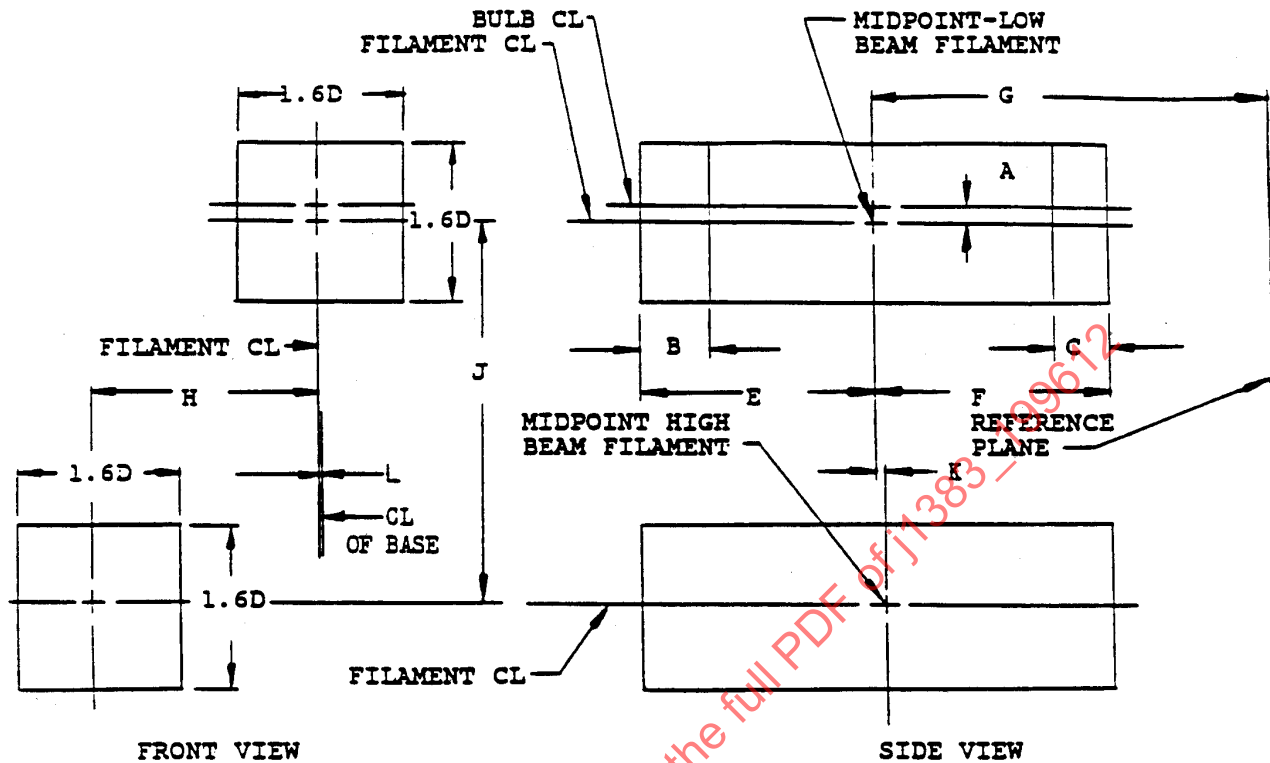 BULB CL
FILAMENT CL
MIDPOINT-LOW
BEAM FILAMENT
1.6D
G
A
1.6D
FILAMENT CL
J
B
C
H
E
F
MIDPOINT HIGH
BEAM FILAMENT
REFERENCE
PLANE
1.6D
L
K
CL
OF BASE
1.6D
FILAMENT CL
FRONT VIEW
SIDE VIEW
the full PDF of j1383_199612